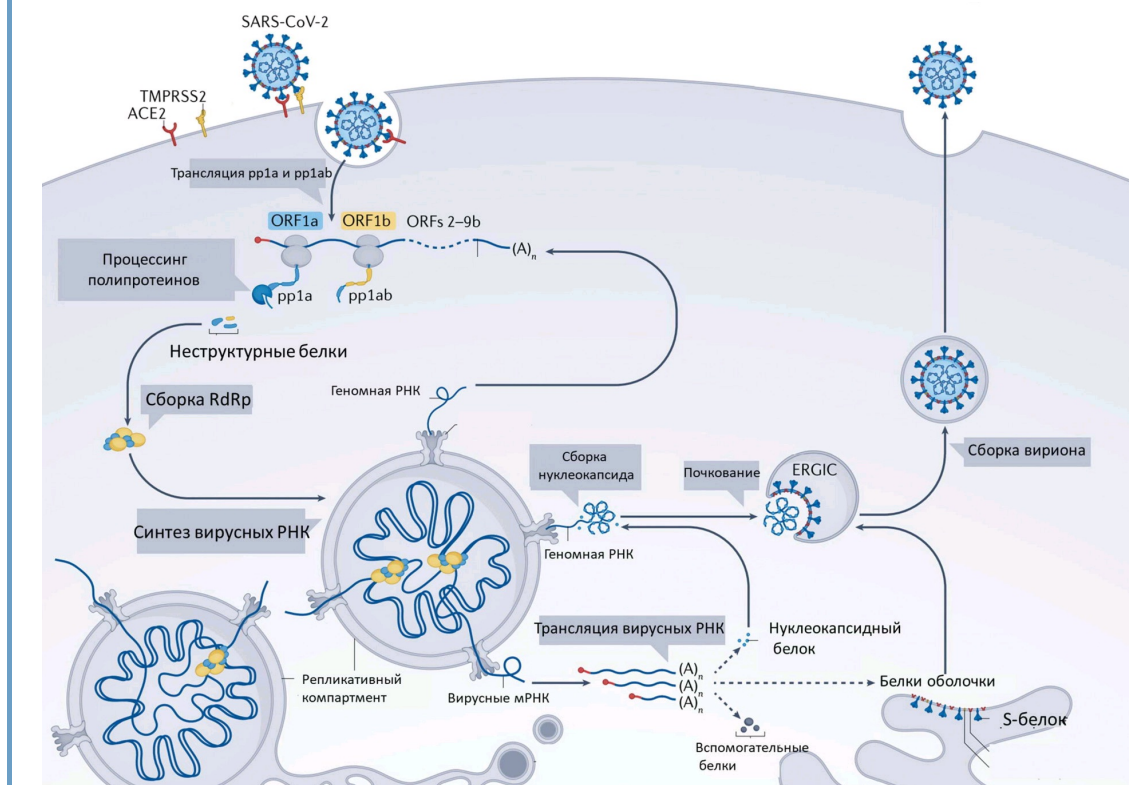 SARS-CoV-2
TMPRSS2
ACE2
Трансляция pp1a и pp1ab
ORF1a
ORF1b
ORFs 2–9b
(A)n
Процессинг
полипротеинов
pp1a
pp1ab
Неструктурные белки
Геномная РНК
Сборка RdRp
Сборка
нуклеокапсида
Почкование
ERGIC
Сборка вириона
Синтез вирусных РНК
Геномная РНК
Трансляция вирусных РНК
Нуклеокапсидный
белок
Репликативный
компартмент
Вирусные мРНК
(A)n
(A)n
(A)n
Белки оболочки
S-белок
Вспомогательные
белки